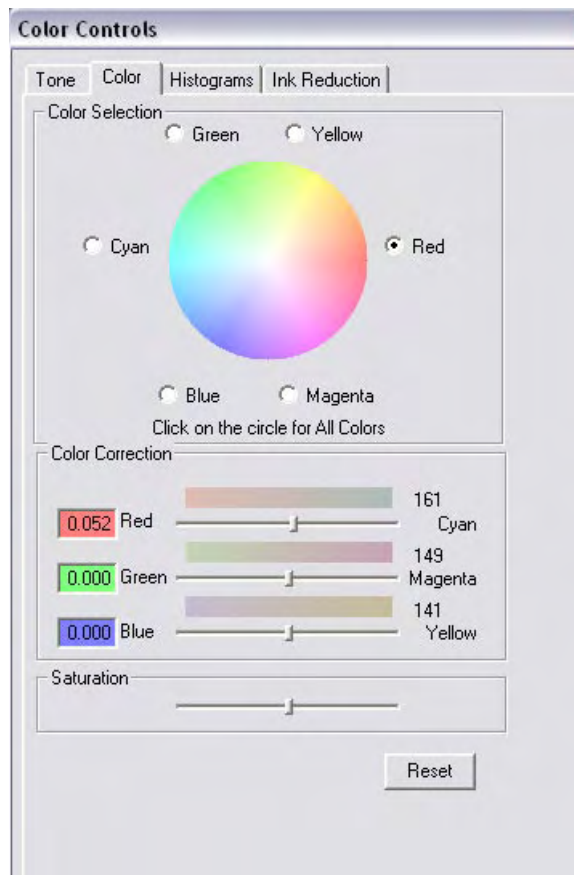 Color Controls
Tone Color Histograms Ink Reduction
Color Selection
Green Yellow
Cyan Red
Blue Magenta
Click on the circle for All Colors
Color Correction
161
0.052 Red Cyan
149
0.000 Green Magenta
141
0.000 Blue Yellow
Saturation
Reset